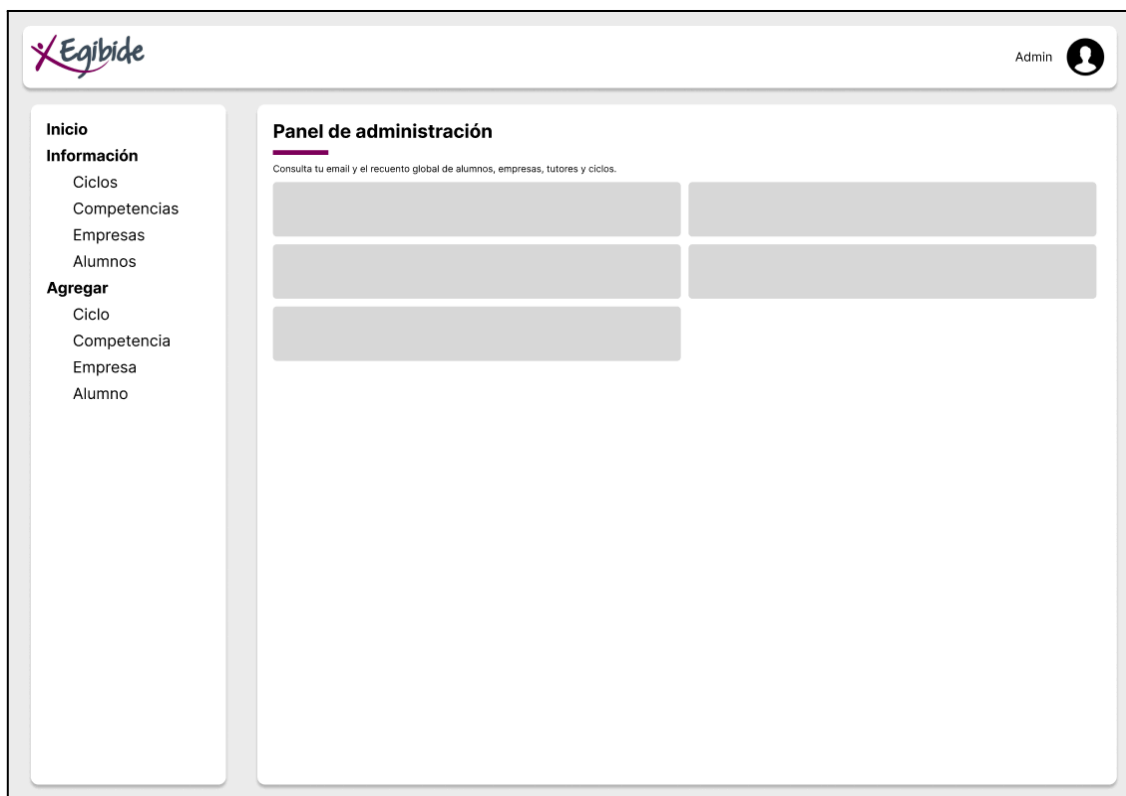 Egibide
Admin
Inicio
Información
Ciclos
Competencias
Empresas
Alumnos
Agregar
Ciclo
Competencia
Empresa
Alumno
Panel de administración
Consulta tu email y el recuento global de alumnos, empresas, tutores y ciclos.